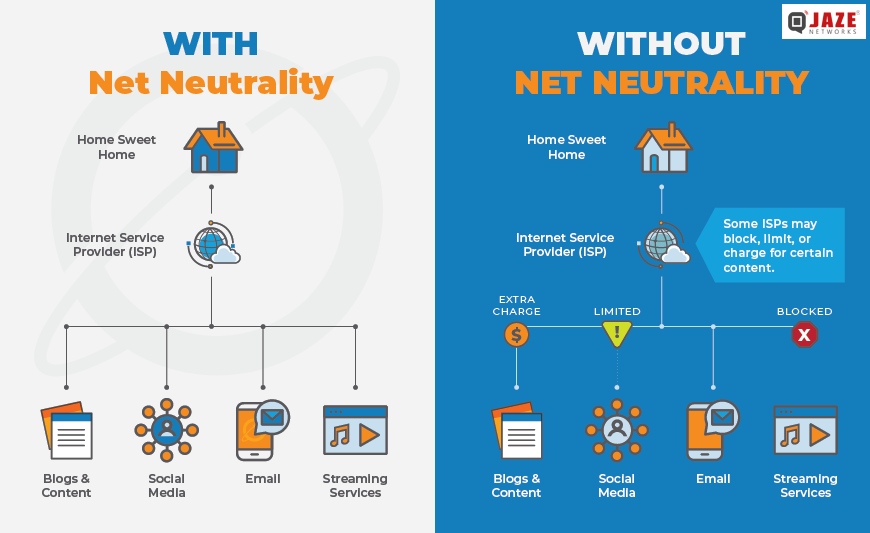 WITH
Net Neutrality
Home Sweet
Home
Internet Service
Provider (ISP)
Blogs &
Content
Social
Media
Email
Streaming
Services
JAZE
NETWORKS
WITHOUT
NET NEUTRALITY
Home Sweet
Home
Internet Service
Provider (ISP)
Some ISPs may
block, limit, or
charge for certain
content.
EXTRA
CHARGE
LIMITED
BLOCKED
$
!
X
Blogs &
Content
Social
Media
Email
Streaming
Services